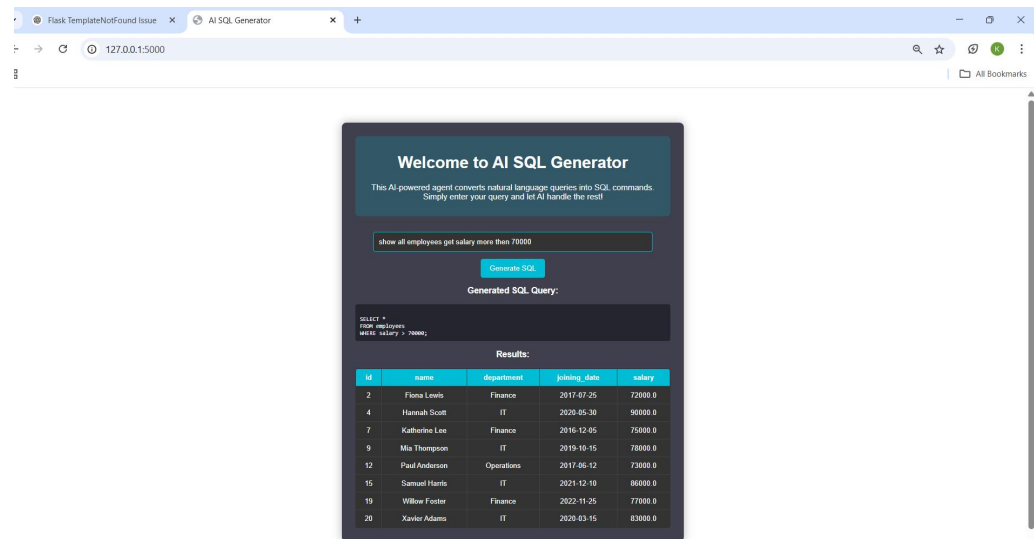 Flask TemplateNotFound Issue
AI SQL Generator
127.0.0.1:5000
K
All Bookmarks
Welcome to AI SQL Generator
This AI-powered agent converts natural language queries into SQL commands.
Simply enter your query and let AI handle the rest!
show all employees get salary more then 70000
Generate SQL
Generated SQL Query:
SELECT *
FROM employees
WHERE salary > 70000;
Results:
id name department joining_date salary
2 Fiona Lewis Finance 2017-07-25 72000.0
4 Hannah Scott IT 2020-05-30 90000.0
7 Katherine Lee Finance 2016-12-05 75000.0
9 Mia Thompson IT 2019-10-15 78000.0
12 Paul Anderson Operations 2017-06-12 73000.0
15 Samuel Harris IT 2021-12-10 86000.0
19 Willow Foster Finance 2022-11-25 77000.0
20 Xavier Adams IT 2020-03-15 83000.0